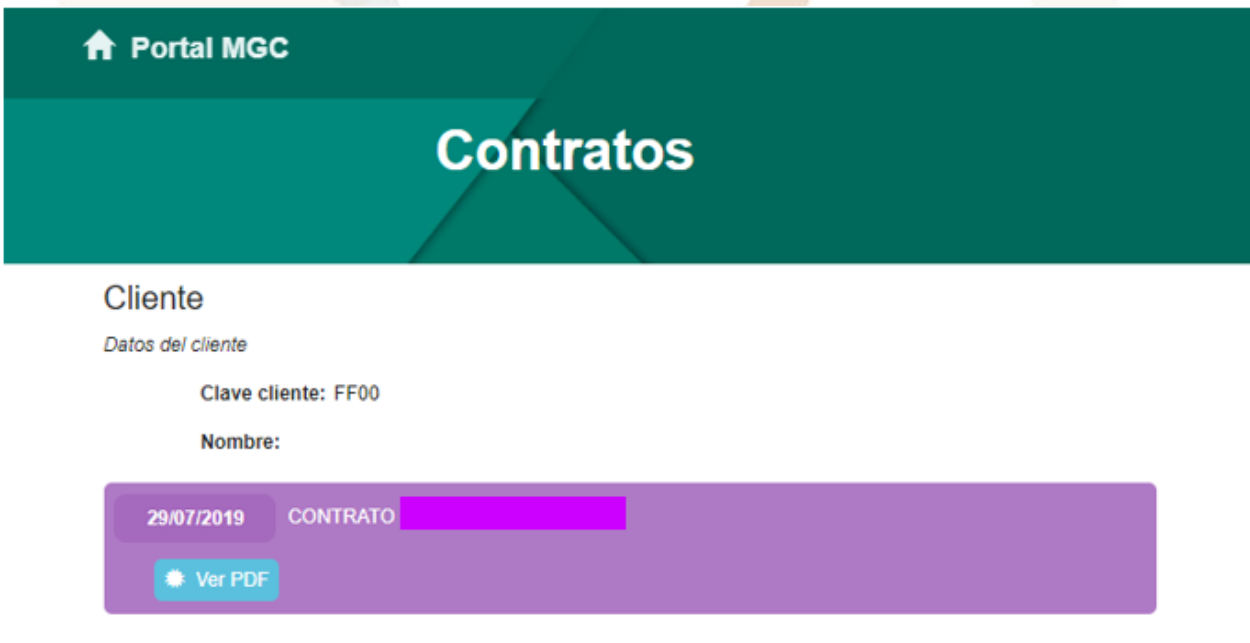 Portal MGC
Contratos
Cliente
Datos del cliente
Clave cliente: FF00
Nombre:
29/07/2019 CONTRATO
Ver PDF